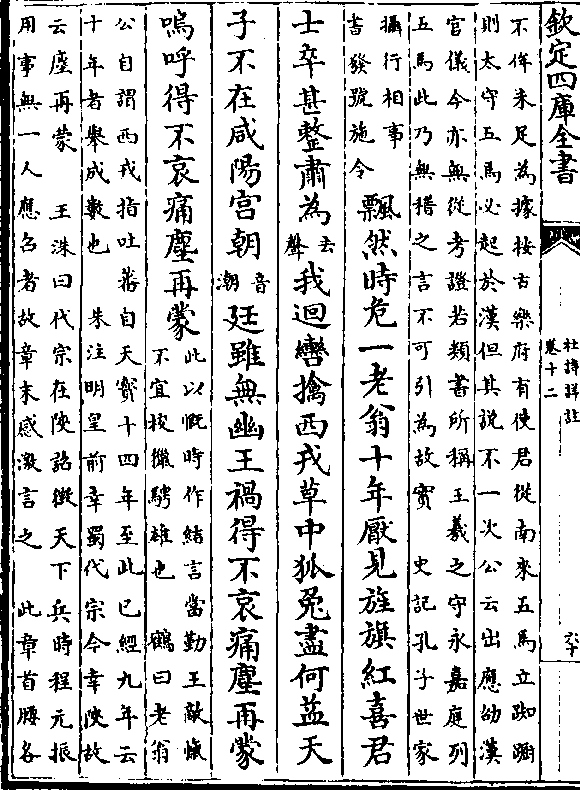 欽定四庫全書
杜詩詳註
卷十二
六十
不侔未足為據按古樂府有使君從南來五馬立踟躕
則太守五馬必起於漢但其說不一次公云出應劭漢
官儀今亦無從考證若類書所稱王羲之守永嘉庭列
五馬此乃無稽之言不可引為故實 史記孔子世家
攝行相事
書發號施令
飄然時危一老翁十年厭見旌旗紅喜君
士卒甚整肅為去聲我迴轡擒西戎草中狐兔盡何益天
子不在咸陽宮朝音潮廷雖無幽王禍得不哀痛塵再蒙
嗚呼得不哀痛塵再蒙
此以慨時作結言當勤王敵愾
不宜校獵騁雄也 鶴曰老翁
公自謂西戎指吐蕃自天寶十四年至此已經九年云
十年者舉成數也 朱注明皇前幸蜀代宗今幸陜故
云塵再蒙 王洙曰代宗在陜詔徵天下兵時程元振
用事無一人應召者故章末感激言之 此章首腰各